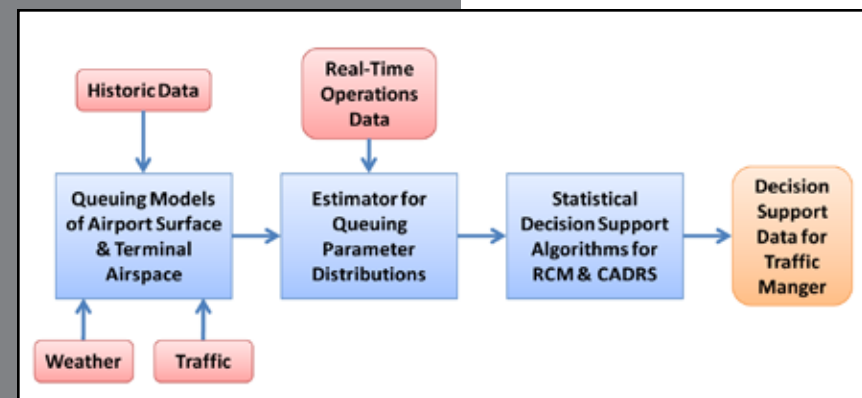 Historic Data
Real-Time
Operations
Data
Queuing Models
of Airport Surface
& Terminal
Airspace
Estimator for
Queuing
Parameter
Distributions
Statistical
Decision Support
Algorithms for
RCM & CADRS
Decision
Support
Data for
Traffic
Manger
Weather
Traffic